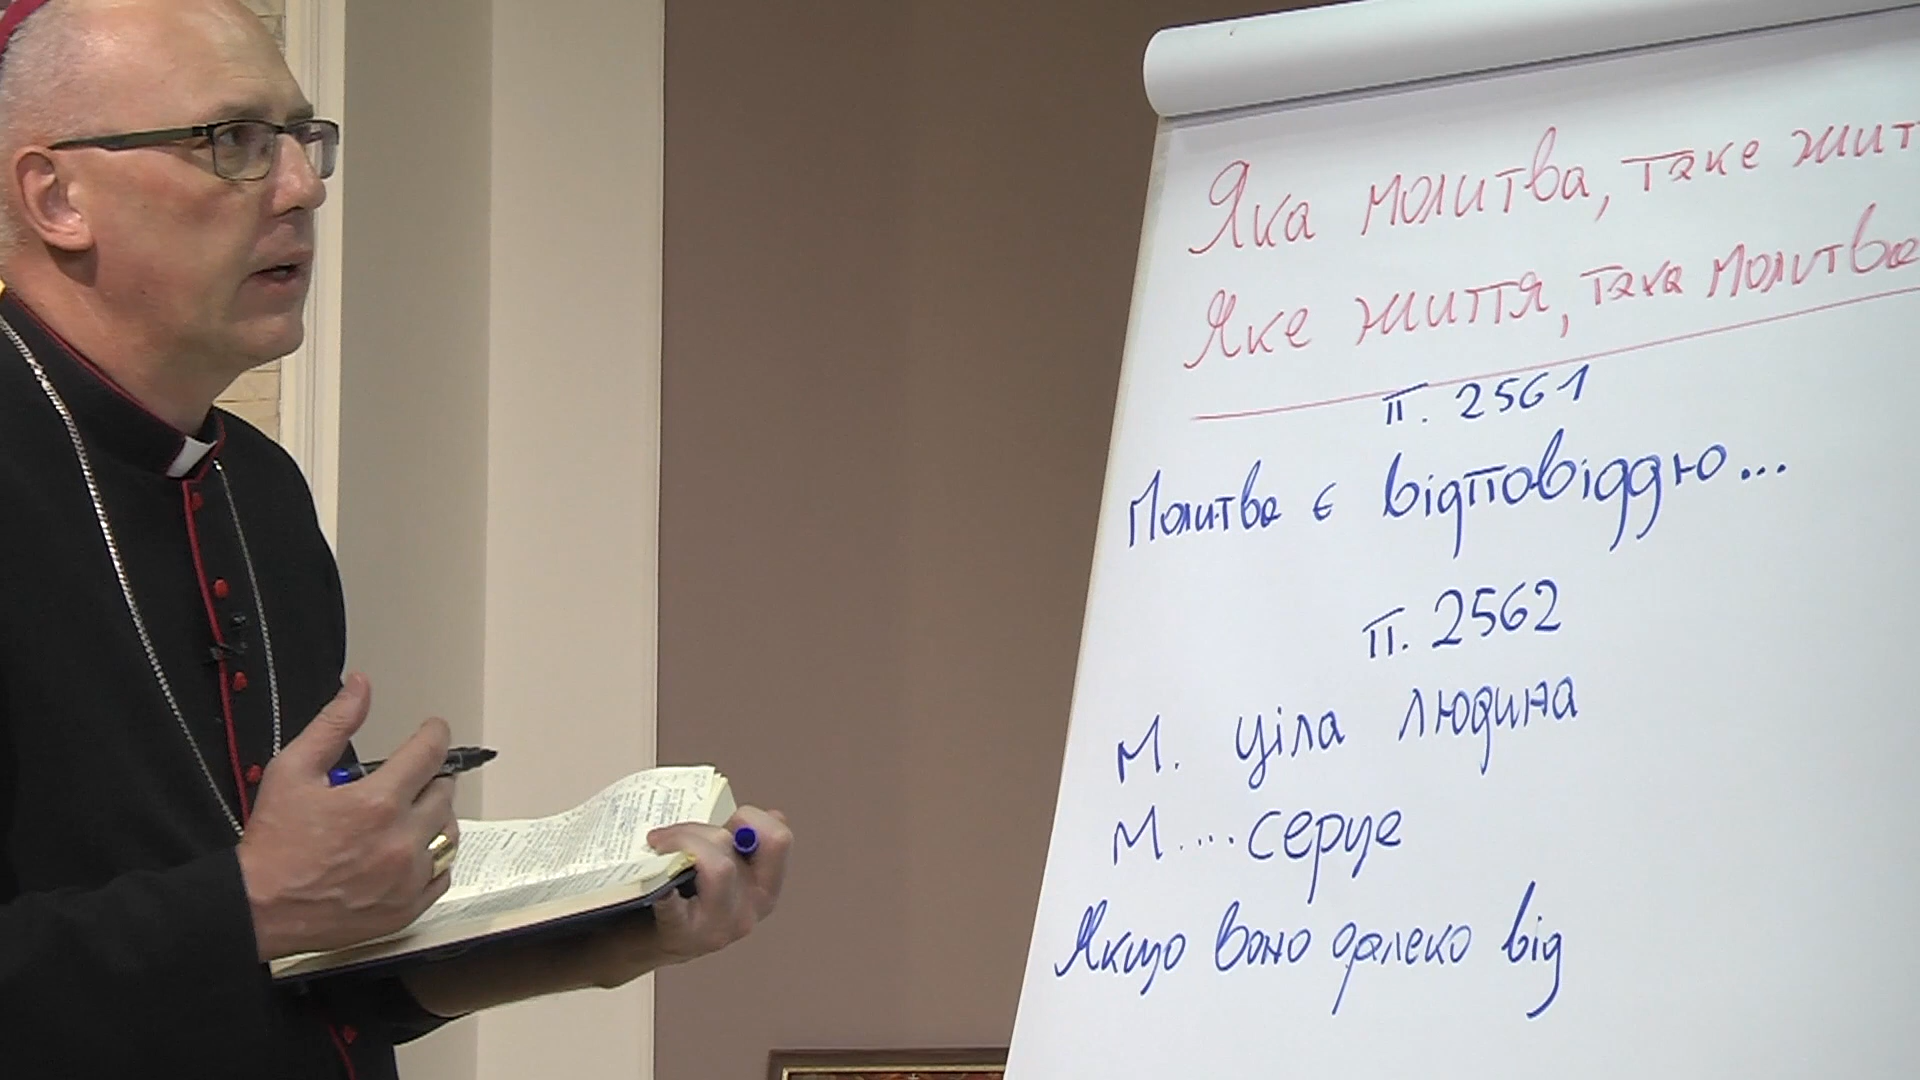 Яка молитва, таке жит
Яке життя, така молитва
п. 2561
Молитва є відповіддю...
п. 2562
М. ціла людина
М....серце
Якщо воно далеко від